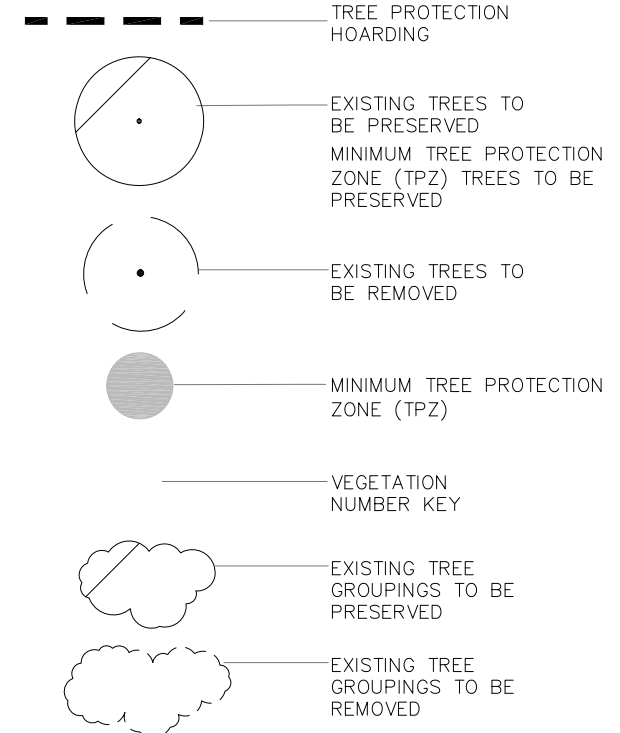 TREE PROTECTION
HOARDING
EXISTING TREES TO
BE PRESERVED
MINIMUM TREE PROTECTION
ZONE (TPZ) TREES TO BE
PRESERVED
EXISTING TREES TO
BE REMOVED
MINIMUM TREE PROTECTION
ZONE (TPZ)
VEGETATION
NUMBER KEY
EXISTING TREE
GROUPINGS TO BE
PRESERVED
EXISTING TREE
GROUPINGS TO BE
REMOVED